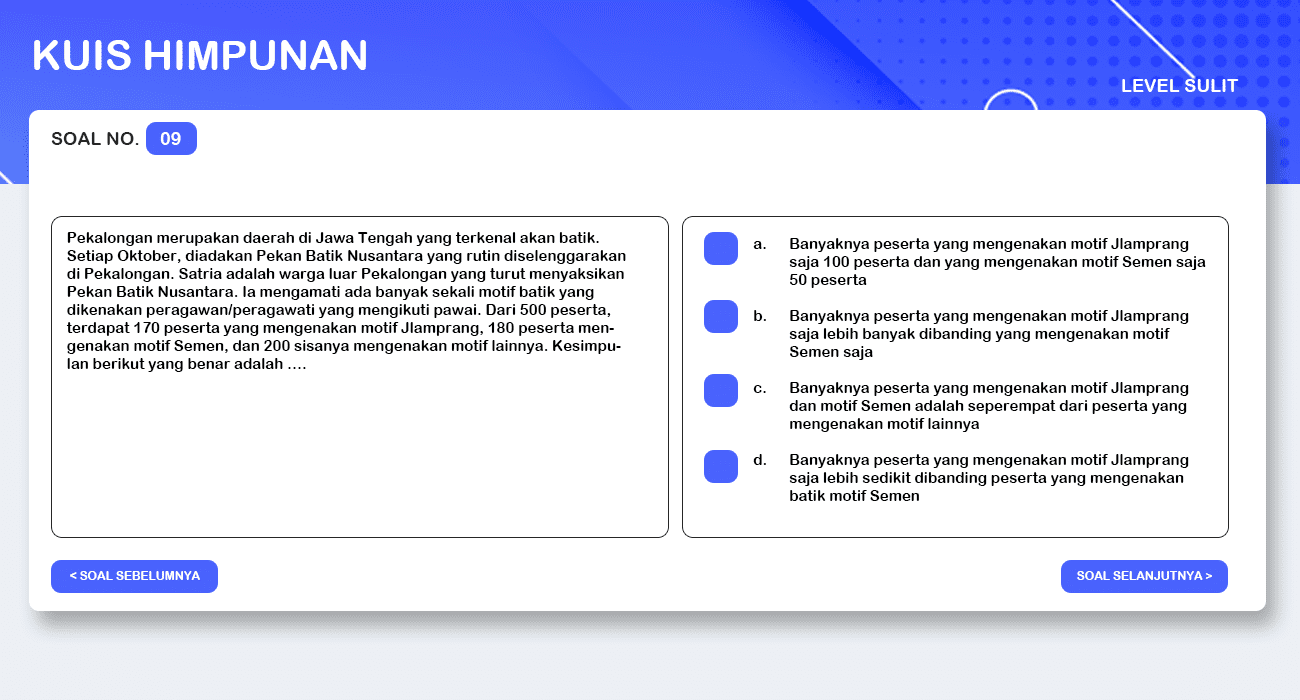 KUIS HIMPUNAN
LEVEL SULIT
SOAL NO. 09
Pekalongan merupakan daerah di Jawa Tengah yang terkenal akan batik.
Setiap Oktober, diadakan Pekan Batik Nusantara yang rutin diselenggarakan
di Pekalongan. Satria adalah warga luar Pekalongan yang turut menyaksikan
Pekan Batik Nusantara. Ia mengamati ada banyak sekali motif batik yang
dikenakan peragawan/peragawati yang mengikuti pawai. Dari 500 peserta,
terdapat 170 peserta yang mengenakan motif Jlamprang, 180 peserta men-
genakan motif Semen, dan 200 sisanya mengenakan motif lainnya. Kesimpu-
lan berikut yang benar adalah ....
a. Banyaknya peserta yang mengenakan motif Jlamprang
saja 100 peserta dan yang mengenakan motif Semen saja
50 peserta
b. Banyaknya peserta yang mengenakan motif Jlamprang
saja lebih banyak dibanding yang mengenakan motif
Semen saja
c. Banyaknya peserta yang mengenakan motif Jlamprang
dan motif Semen adalah seperempat dari peserta yang
mengenakan motif lainnya
d. Banyaknya peserta yang mengenakan motif Jlamprang
saja lebih sedikit dibanding peserta yang mengenakan
batik motif Semen
< SOAL SEBELUMNYA
SOAL SELANJUTNYA >